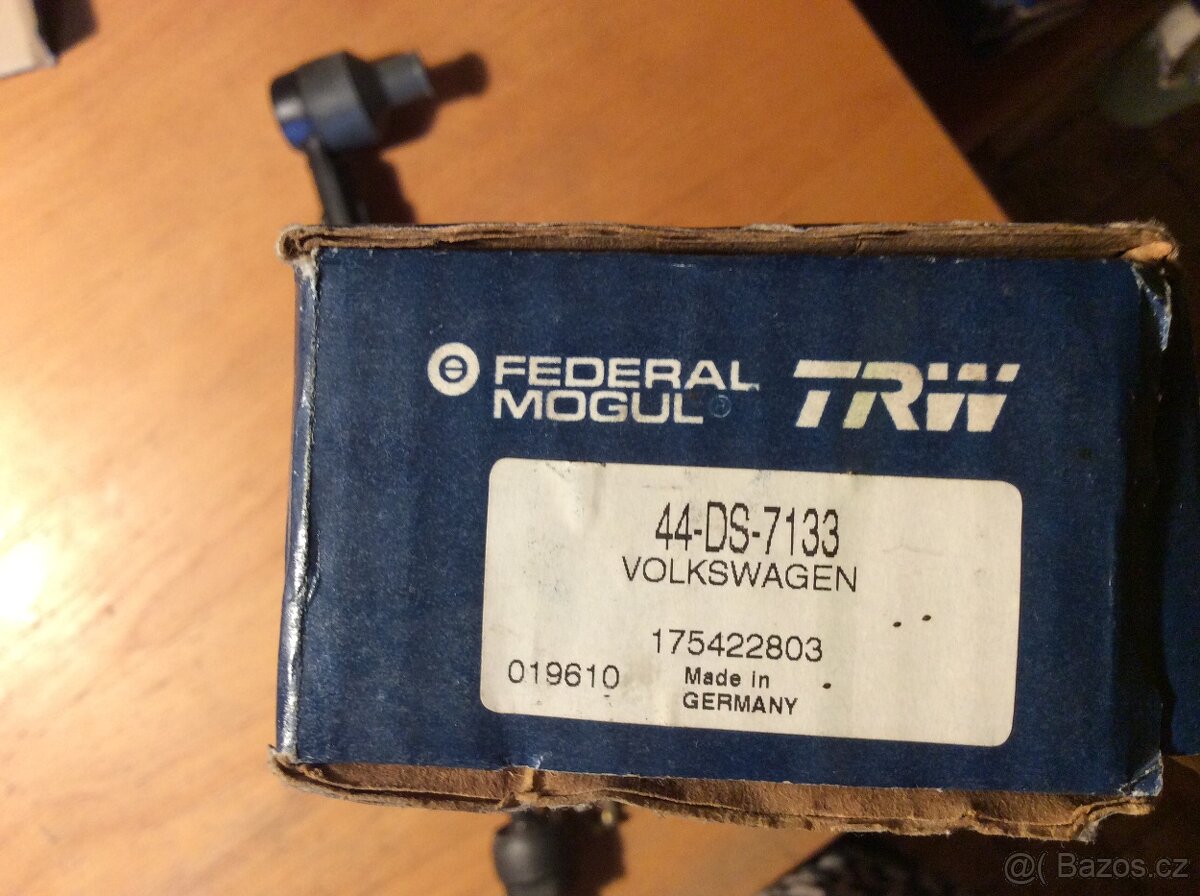 FEDERAL
MOGUL®
TRW
44-DS-7133
VOLKSWAGEN
175422803
019610
Made in
GERMANY
@( Bazos.cz